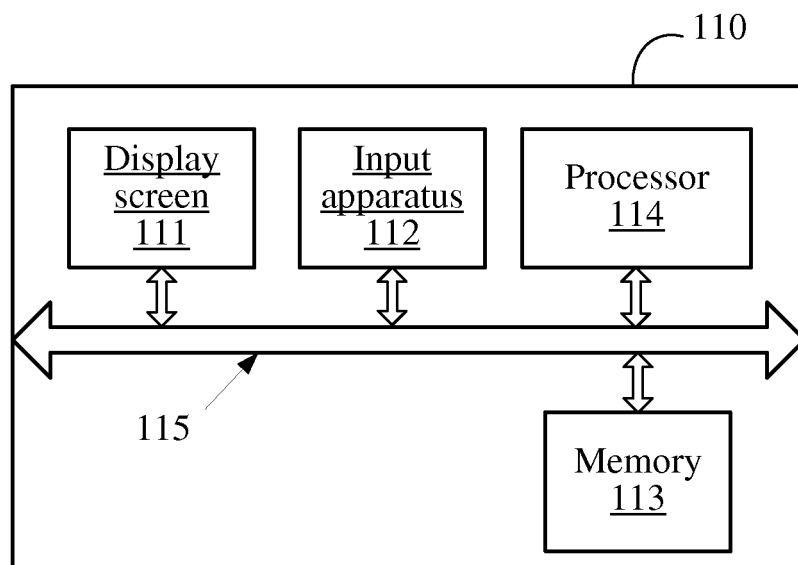 110
Display
screen
111
Input
apparatus
112
Processor
114
115
Memory
113